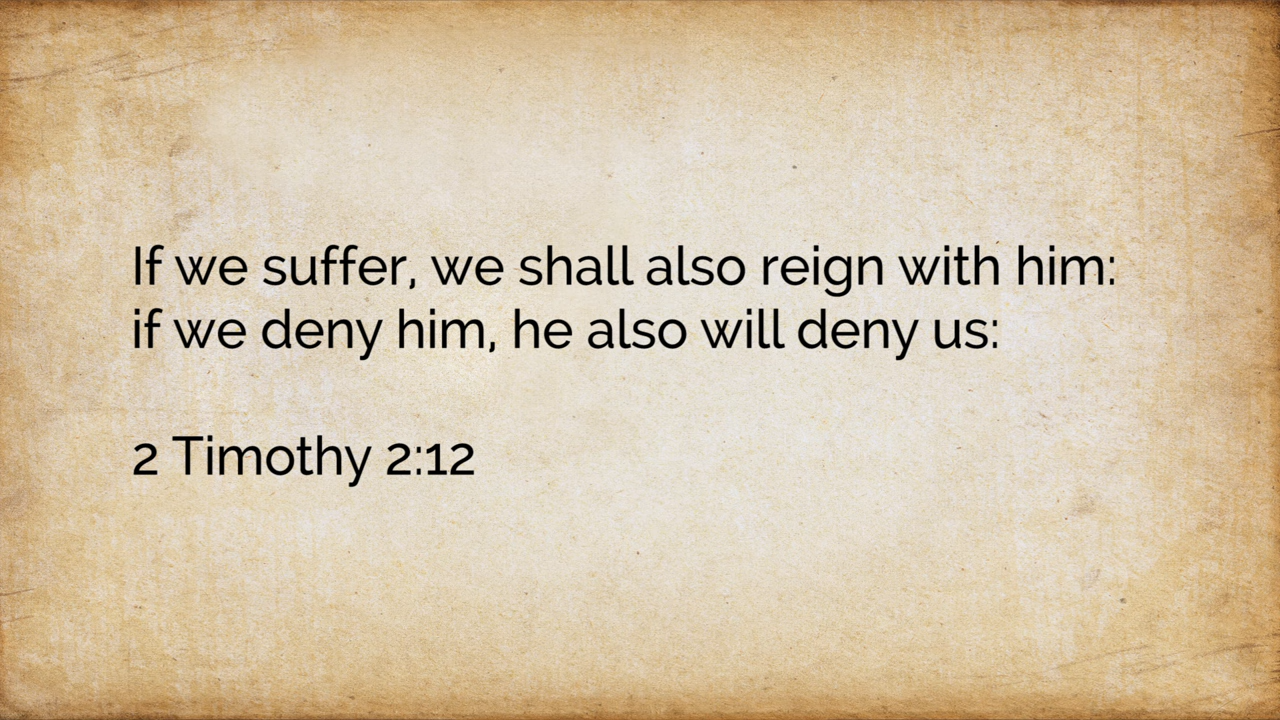 If we suffer, we shall also reign with him:
if we deny him, he also will deny us:
2 Timothy 2:12